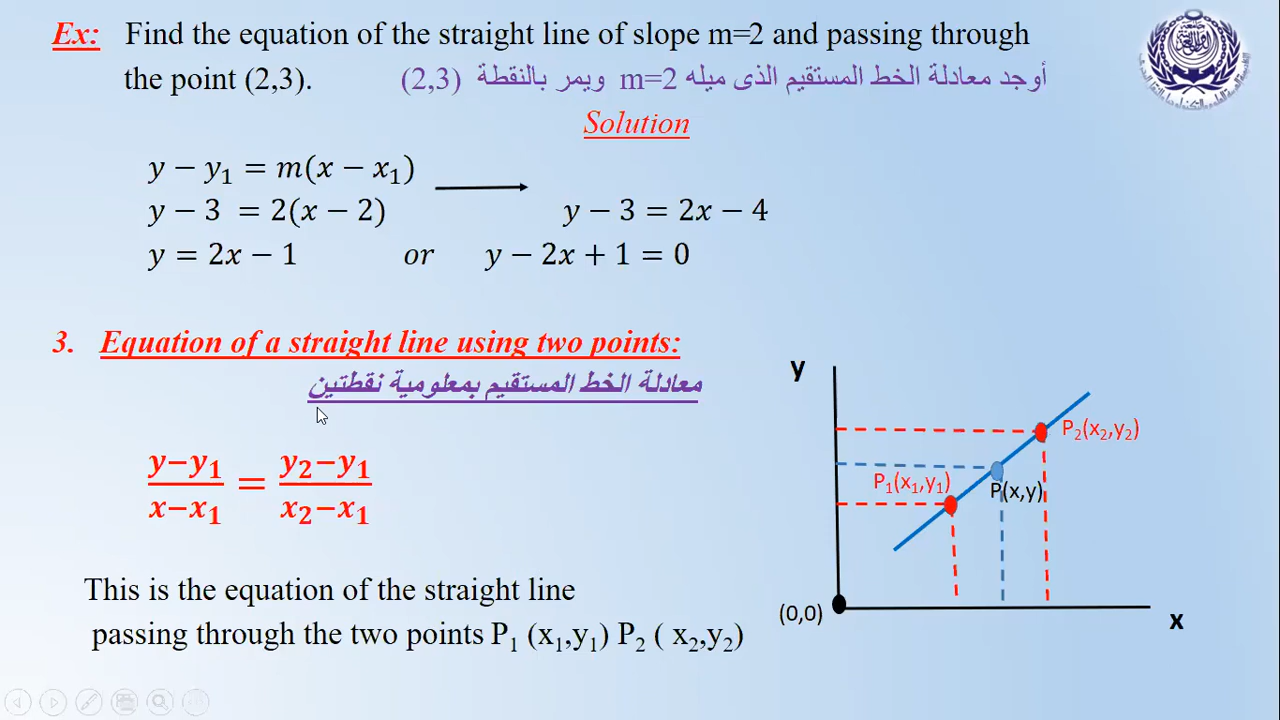 Ex: Find the equation of the straight line of slope m=2 and passing through
the point (2,3). أوجد معادلة الخط المستقيم الذى ميله m=2 ويمر بالنقطة (2,3)
Solution
y − y₁ = m(x − x₁)
y − 3 = 2(x − 2) y − 3 = 2x − 4
y = 2x − 1 or y − 2x + 1 = 0
3. Equation of a straight line using two points:
معادلة الخط المستقيم بمعلومية نقطتين
y−y₁/x−x₁ = y₂−y₁/x₂−x₁
This is the equation of the straight line
passing through the two points P₁ (x₁,y₁) P₂ ( x₂,y₂)
y
P₂(x₂,y₂)
P₁(x₁,y₁)
P(x,y)
(0,0)
x